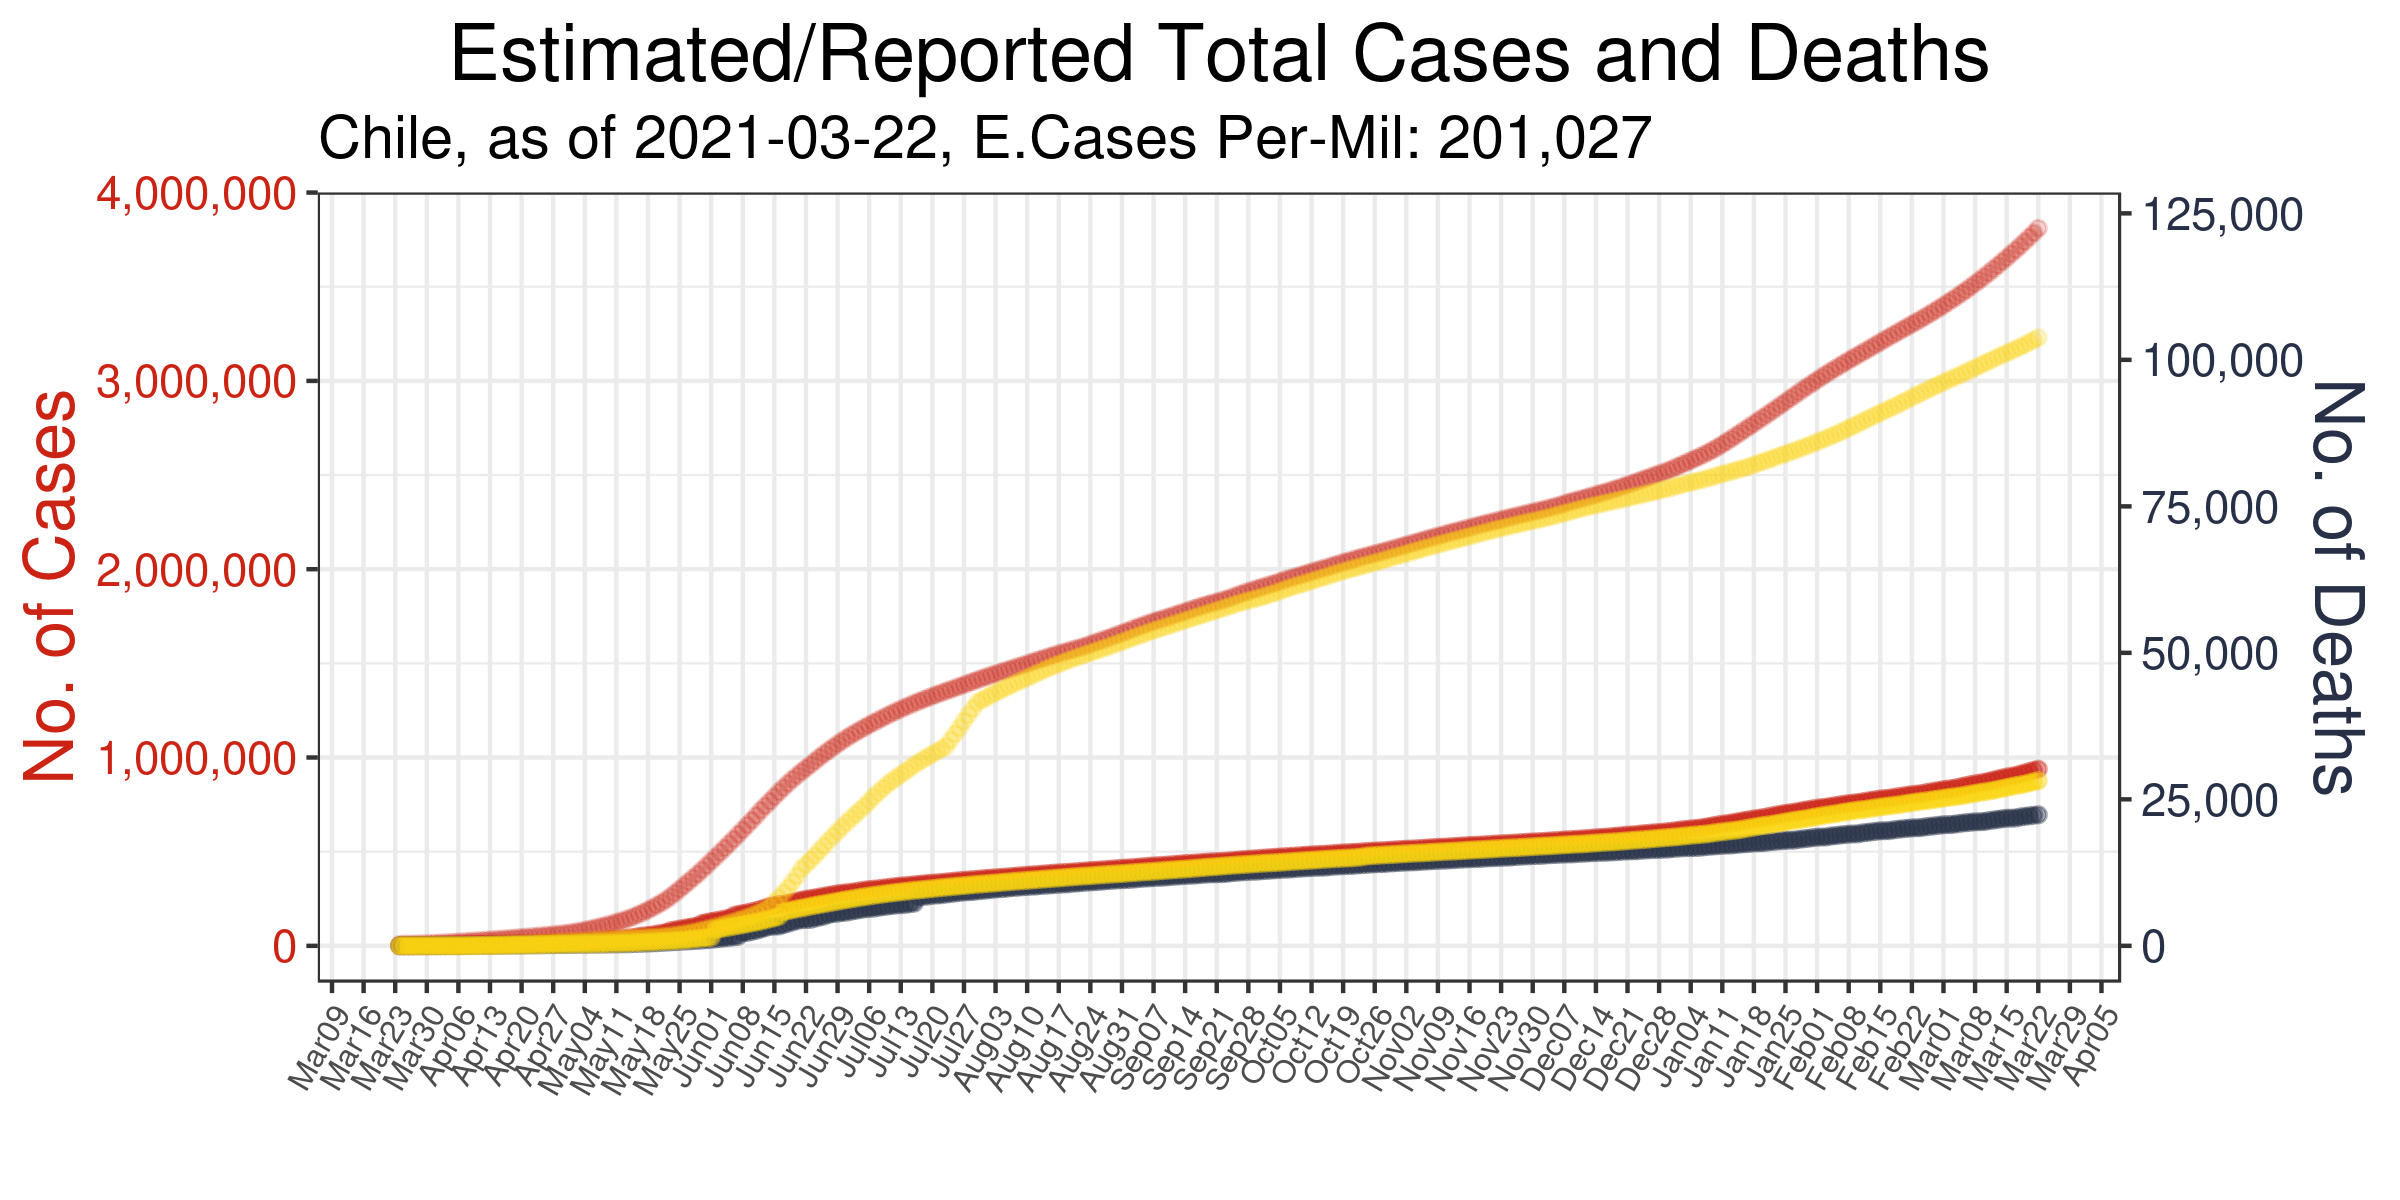 Estimated/Reported Total Cases and Deaths
Chile, as of 2021-03-22, E.Cases Per-Mil: 201,027
No. of Cases
4,000,000
3,000,000
2,000,000
1,000,000
0
125,000
100,000
75,000
50,000
25,000
0
No. of Deaths
Mar09
Mar16
Mar23
Mar30
Apr06
Apr13
Apr20
Apr27
May04
May11
May18
May25
Jun01
Jun08
Jun15
Jun22
Jun29
Jul06
Jul13
Jul20
Jul27
Aug03
Aug10
Aug17
Aug24
Aug31
Sep07
Sep14
Sep21
Sep28
Oct05
Oct12
Oct19
Oct26
Nov02
Nov09
Nov16
Nov23
Nov30
Dec07
Dec14
Dec21
Dec28
Jan04
Jan11
Jan18
Jan25
Feb01
Feb08
Feb15
Feb22
Mar01
Mar08
Mar15
Mar22
Mar29
Apr05